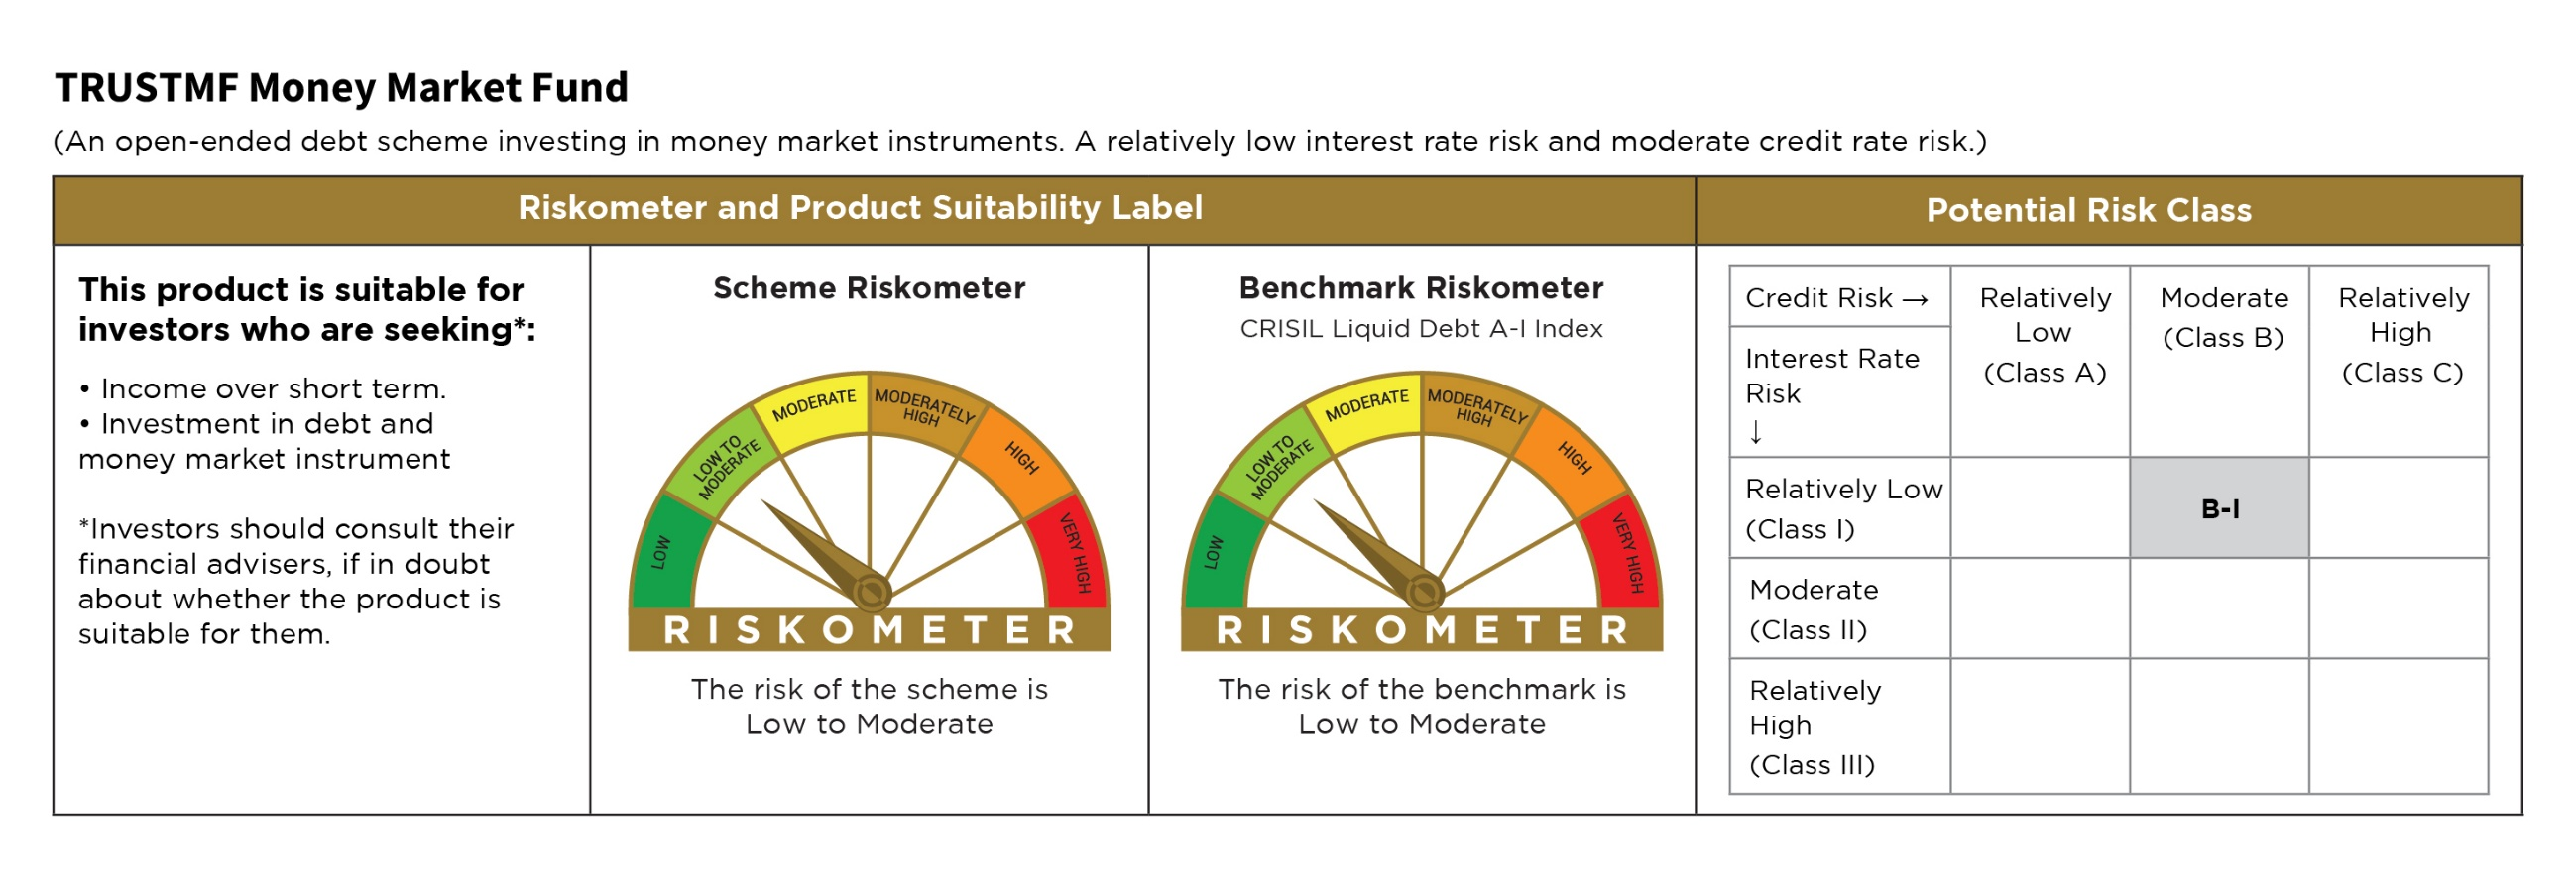 TRUSTMF Money Market Fund
(An open-ended debt scheme investing in money market instruments. A relatively low interest rate risk and moderate credit rate risk.)
Riskometer and Product Suitability Label
Potential Risk Class
This product is suitable for
investors who are seeking*:
• Income over short term.
• Investment in debt and
money market instrument
*Investors should consult their
financial advisers, if in doubt
about whether the product is
suitable for them.
Scheme Riskometer
LOW
LOW TO
MODERATE
MODERATE
MODERATELY
HIGH
HIGH
VERY HIGH
RISKOMETER
The risk of the scheme is
Low to Moderate
Benchmark Riskometer
CRISIL Liquid Debt A-I Index
LOW
LOW TO
MODERATE
MODERATE
MODERATELY
HIGH
HIGH
VERY HIGH
RISKOMETER
The risk of the benchmark is
Low to Moderate
Credit Risk →
Interest Rate
Risk
↓
Relatively
Low
(Class A)
Moderate
(Class B)
Relatively
High
(Class C)
Relatively Low
(Class I)
B-I
Moderate
(Class II)
Relatively
High
(Class III)